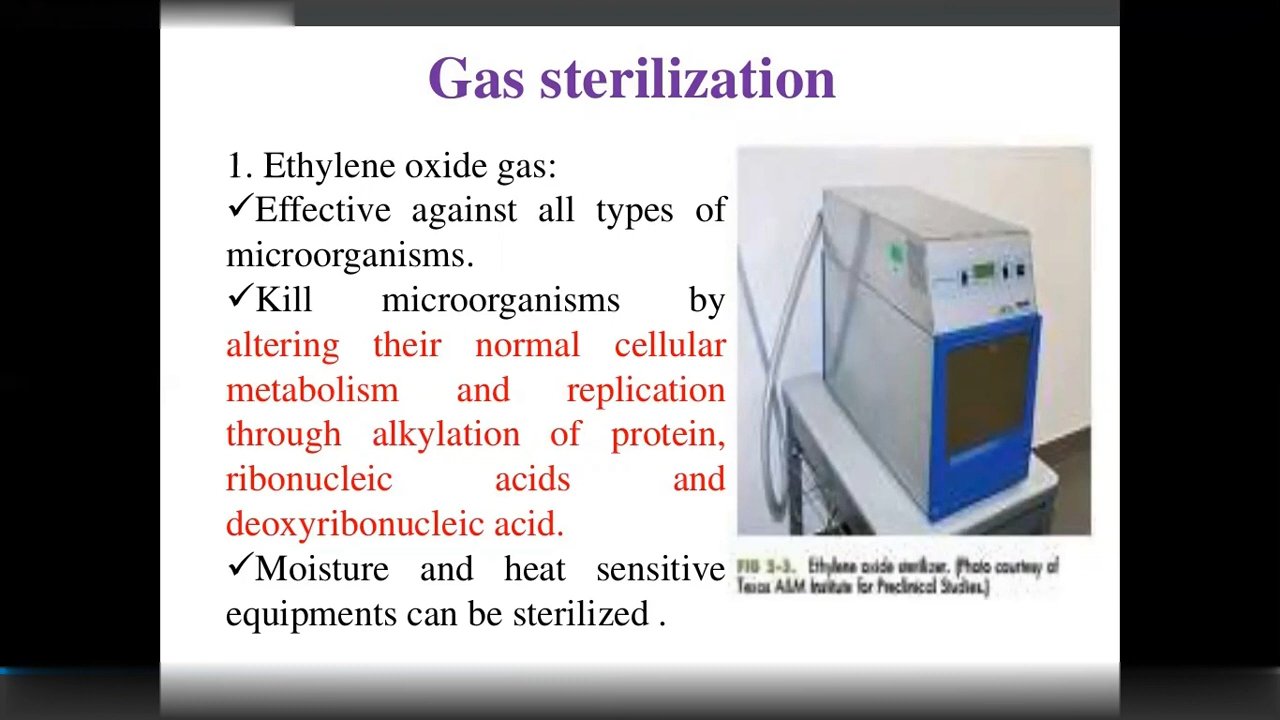 Gas sterilization
1. Ethylene oxide gas:
✓Effective against all types of
microorganisms.
✓Kill microorganisms by
altering their normal cellular
metabolism and replication
through alkylation of protein,
ribonucleic acids and
deoxyribonucleic acid.
✓Moisture and heat sensitive
equipments can be sterilized .
FIG 2-3. Ethylene oxide sterilizer. (Photo courtesy of
Texas A&M Institute for Preclinical Studies.)